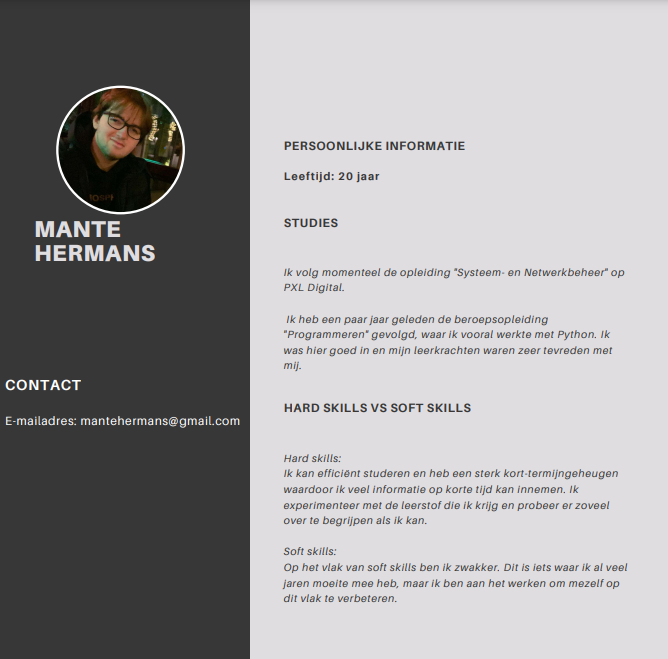 MANTE
HERMANS
CONTACT
E-mailadres: mantehermans@gmail.com
PERSOONLIJKE INFORMATIE
Leeftijd: 20 jaar
STUDIES
Ik volg momenteel de opleiding "Systeem- en Netwerkbeheer" op
PXL Digital.
Ik heb een paar jaar geleden de beroepsopleiding
"Programmeren" gevolgd, waar ik vooral werkte met Python. Ik
was hier goed in en mijn leerkrachten waren zeer tevreden met
mij.
HARD SKILLS VS SOFT SKILLS
Hard skills:
Ik kan efficiënt studeren en heb een sterk kort-termijngeheugen
waardoor ik veel informatie op korte tijd kan innemen. Ik
experimenteer met de leerstof die ik krijg en probeer er zoveel
over te begrijpen als ik kan.
Soft skills:
Op het vlak van soft skills ben ik zwakker. Dit is iets waar ik al veel
jaren moeite mee heb, maar ik ben aan het werken om mezelf op
dit vlak te verbeteren.